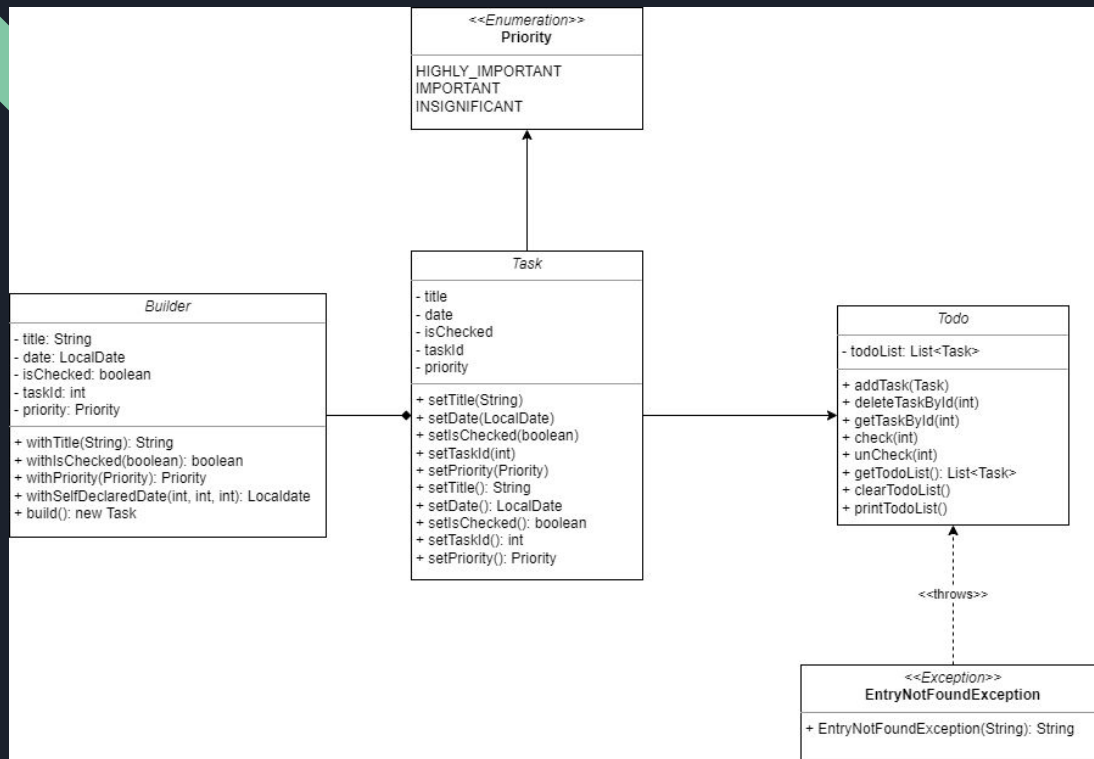 <<Enumeration>>
Priority
HIGHLY_IMPORTANT
IMPORTANT
INSIGNIFICANT
Builder
- title: String
- date: LocalDate
- isChecked: boolean
- taskId: int
- priority: Priority
+ withTitle(String): String
+ withIsChecked(boolean): boolean
+ withPriority(Priority): Priority
+ withSelfDeclaredDate(int, int, int): Localdate
+ build(): new Task
Task
- title
- date
- isChecked
- taskId
- priority
+ setTitle(String)
+ setDate(LocalDate)
+ setIsChecked(boolean)
+ setTaskId(int)
+ setPriority(Priority)
+ setTitle(): String
+ setDate(): LocalDate
+ setIsChecked(): boolean
+ setTaskId(): int
+ setPriority(): Priority
Todo
- todoList: List<Task>
+ addTask(Task)
+ deleteTaskById(int)
+ getTaskById(int)
+ check(int)
+ unCheck(int)
+ getTodoList(): List<Task>
+ clearTodoList()
+ printTodoList()
<<throws>>
<<Exception>>
EntryNotFoundException
+ EntryNotFoundException(String): String